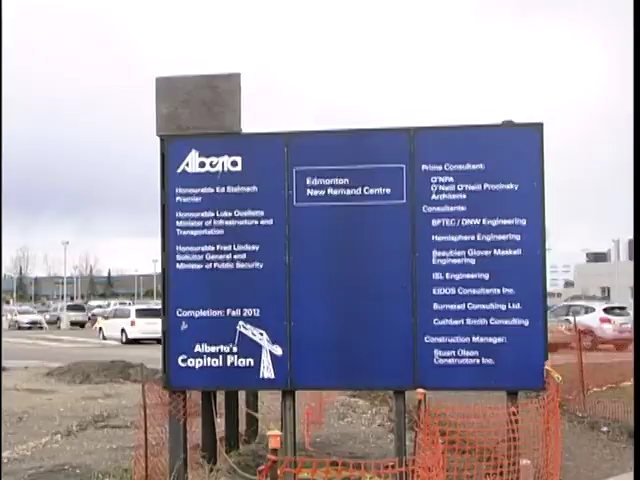 Alberta
Honourable Ed Stelmach
Premier
Honourable Luke Ouellette
Minister of Infrastructure and
Transportation
Honourable Fred Lindsay
Solicitor General and
Minister of Public Security
Completion: Fall 2012
Alberta's
Capital Plan
Edmonton
New Remand Centre
Prime Consultant:
O'NPA
O'Neill O'Neill Procinsky
Architects
Consultants:
BPTEC / DNW Engineering
Hemisphere Engineering
Beaubien Glover Maskell
Engineering
ISL Engineering
EIDOS Consultants Inc.
Burnstad Consulting Ltd.
Cuthbert Smith Consulting
Construction Manager:
Stuart Olson
Constructors Inc.